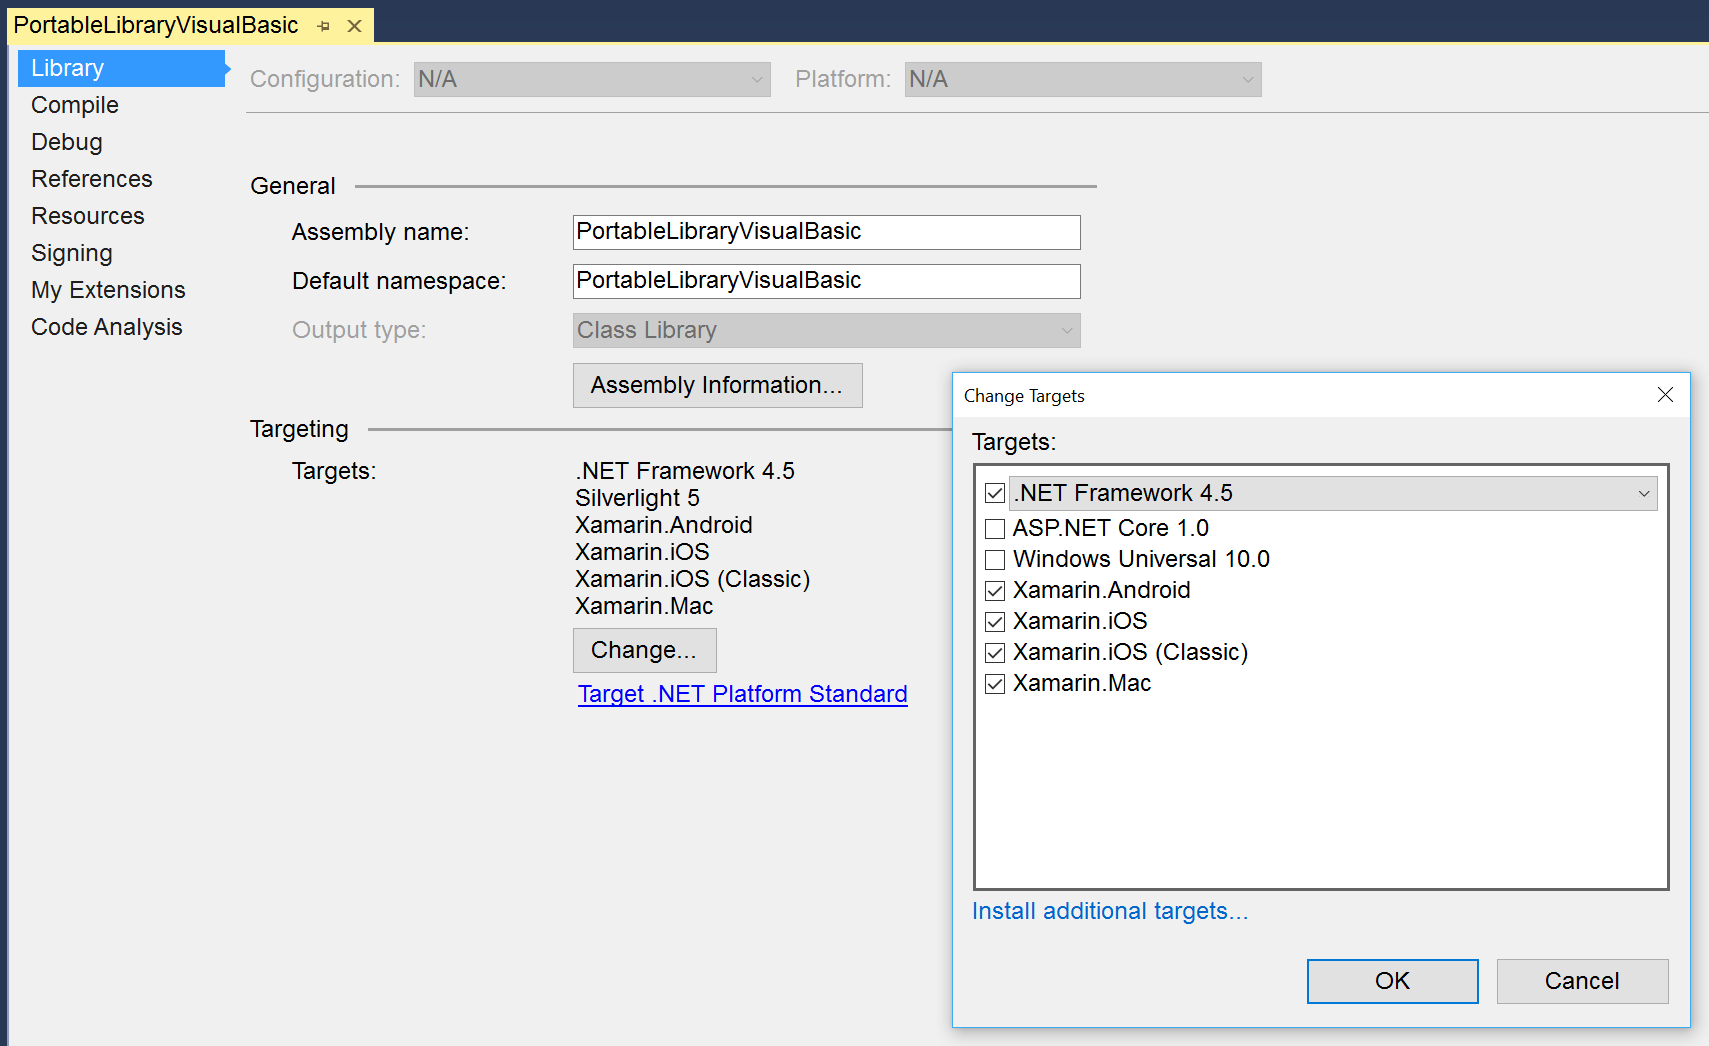 PortableLibraryVisualBasic
Library
Compile
Debug
References
Resources
Signing
My Extensions
Code Analysis
Configuration: N/A Platform: N/A
General
Assembly name: PortableLibraryVisualBasic
Default namespace: PortableLibraryVisualBasic
Output type: Class Library
Assembly Information...
Targeting
Targets: .NET Framework 4.5
Silverlight 5
Xamarin.Android
Xamarin.iOS
Xamarin.iOS (Classic)
Xamarin.Mac
Change...
Target .NET Platform Standard
Change Targets
Targets:
.NET Framework 4.5
ASP.NET Core 1.0
Windows Universal 10.0
Xamarin.Android
Xamarin.iOS
Xamarin.iOS (Classic)
Xamarin.Mac
Install additional targets...
OK Cancel